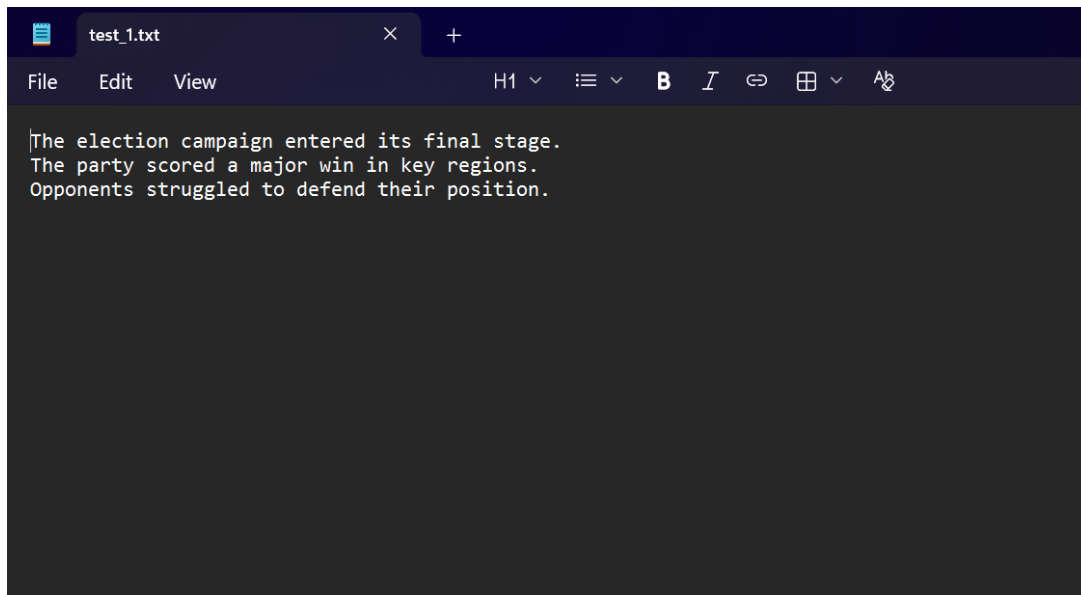 test_1.txt
File Edit View H1 B I
The election campaign entered its final stage.
The party scored a major win in key regions.
Opponents struggled to defend their position.